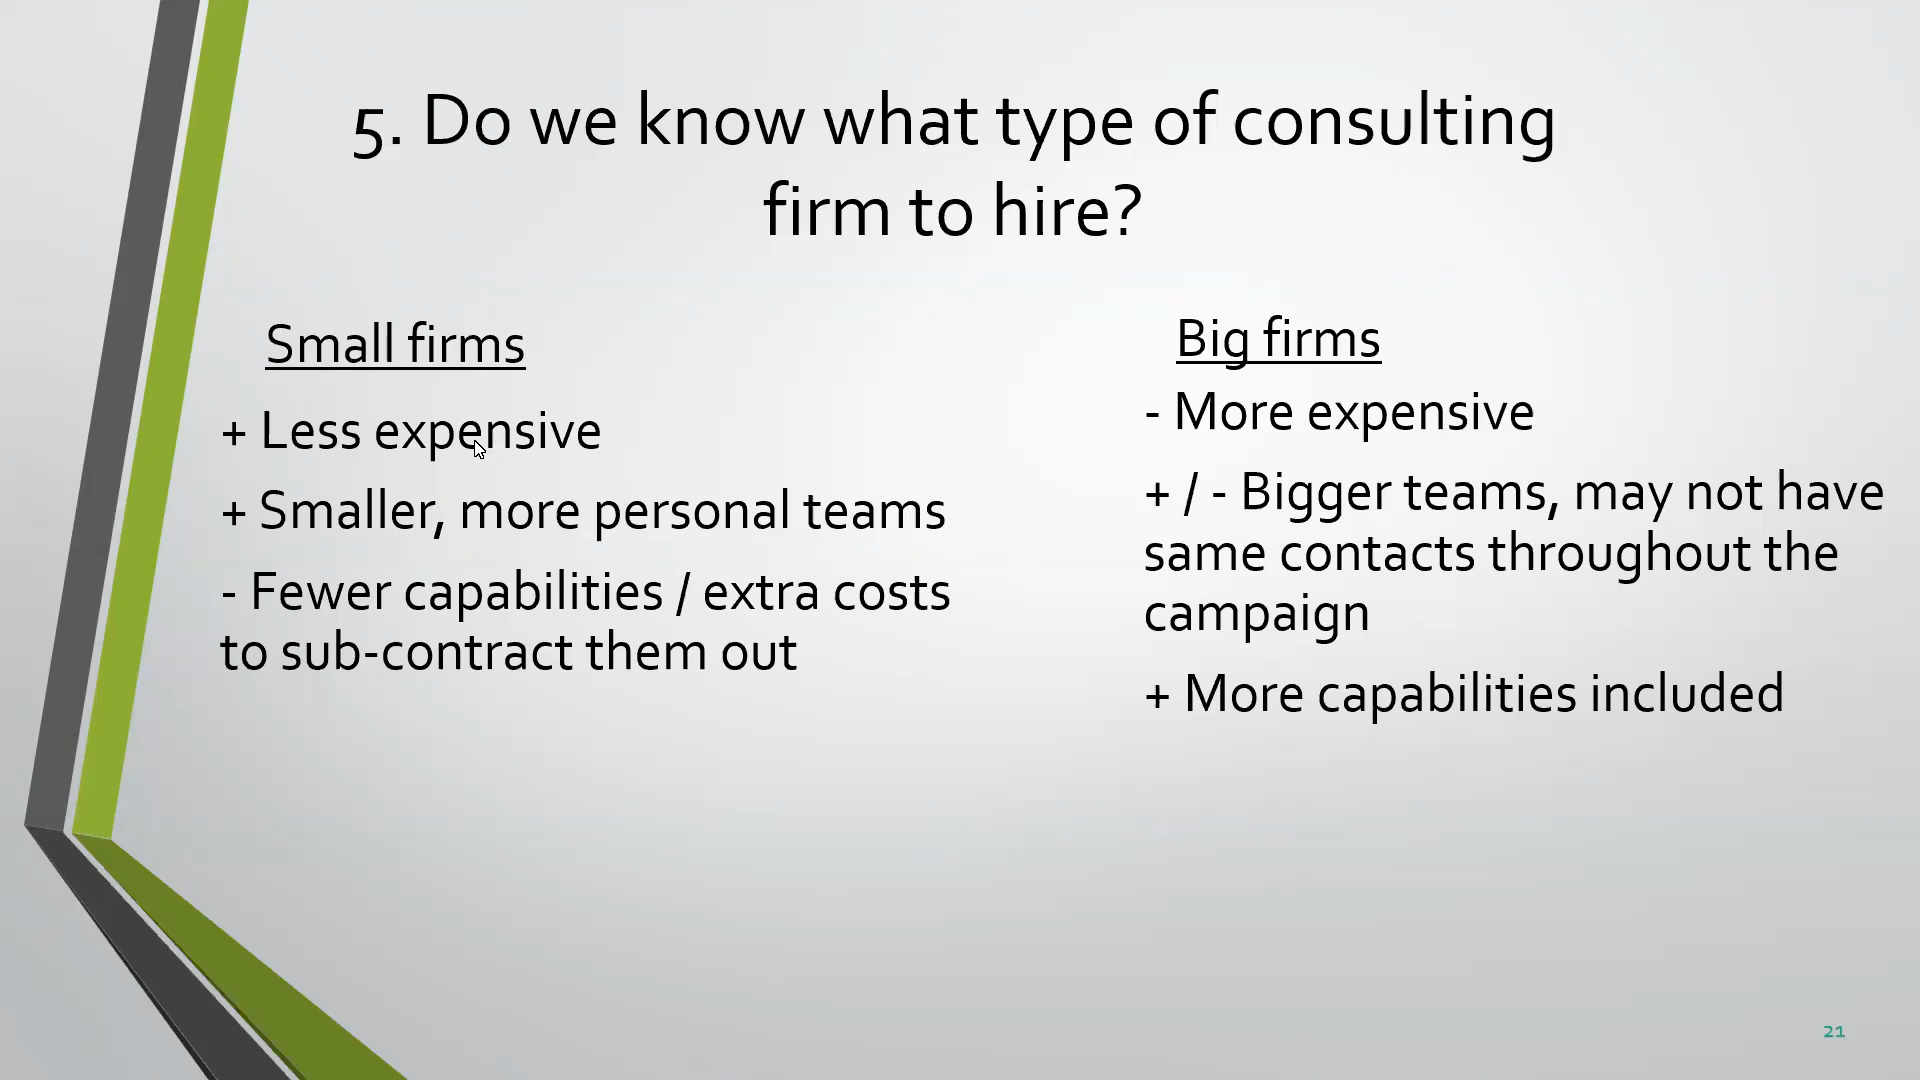 5. Do we know what type of consulting
firm to hire?
Small firms
+ Less expensive
+ Smaller, more personal teams
- Fewer capabilities / extra costs
to sub-contract them out
Big firms
- More expensive
+ / - Bigger teams, may not have
same contacts throughout the
campaign
+ More capabilities included
21